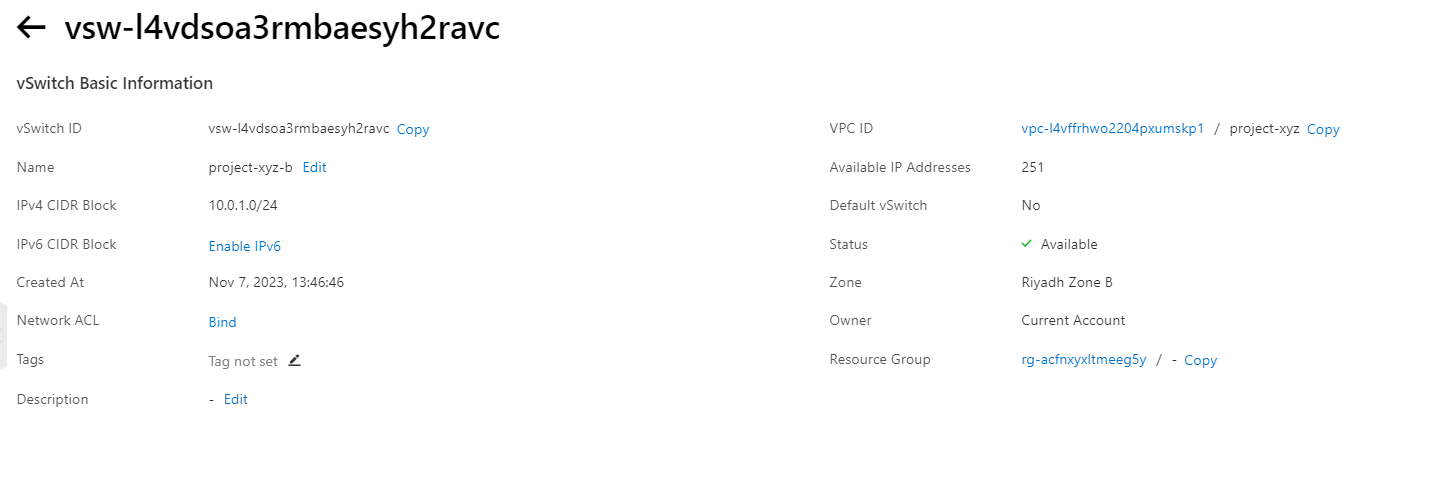 vsw-l4vdsoa3rmbaesyh2ravc
vSwitch Basic Information
vSwitch ID vsw-l4vdsoa3rmbaesyh2ravc Copy VPC ID vpc-l4vffrhwo2204pxumskp1 / project-xyz Copy
Name project-xyz-b Edit Available IP Addresses 251
IPv4 CIDR Block 10.0.1.0/24 Default vSwitch No
IPv6 CIDR Block Enable IPv6 Status Available
Created At Nov 7, 2023, 13:46:46 Zone Riyadh Zone B
Network ACL Bind Owner Current Account
Tags Tag not set Resource Group rg-acfnxyxltmeeg5y / - Copy
Description - Edit